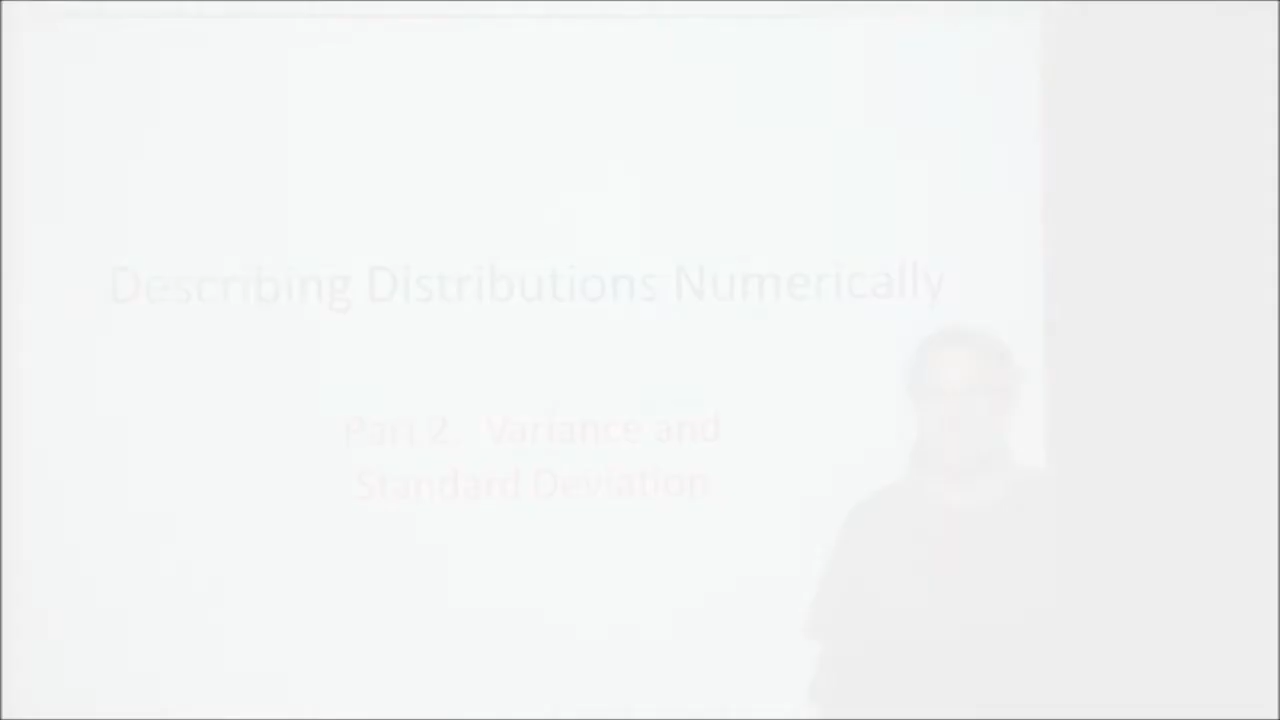 Describing Distributions Numerically
Part 2. Variance and
Standard Deviation